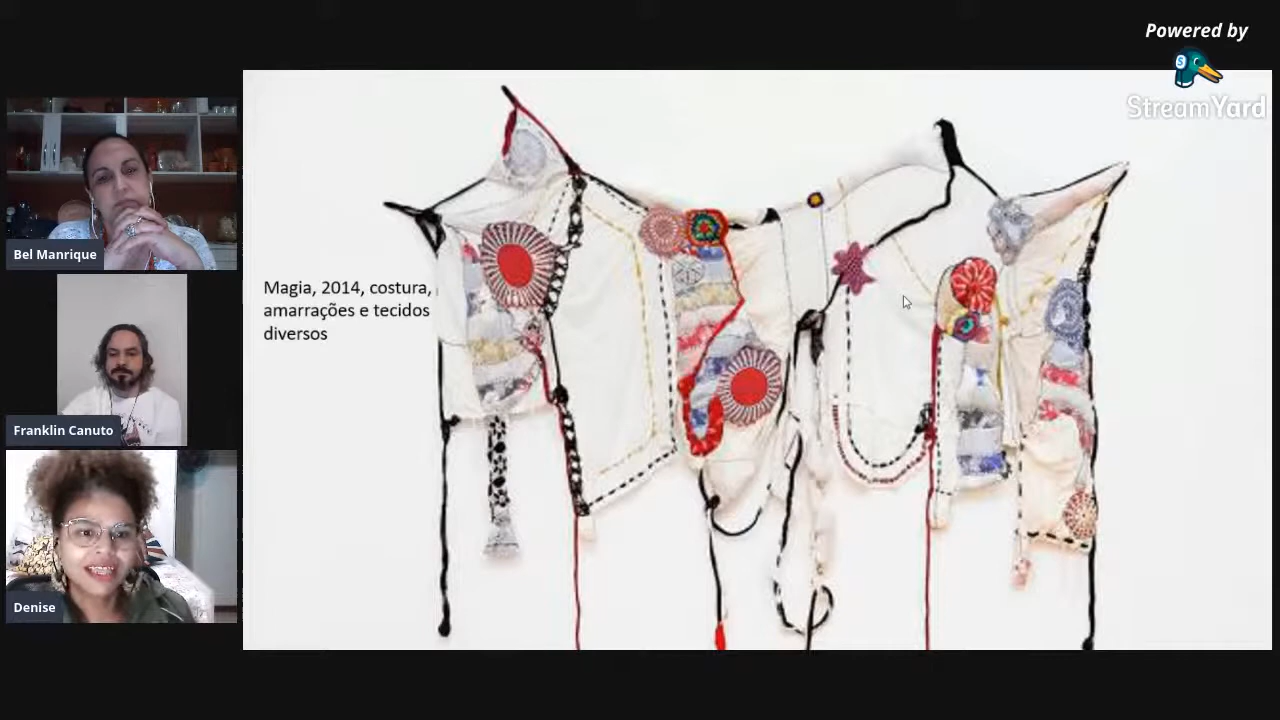 Powered by
StreamYard
Bel Manrique
Franklin Canuto
Denise
Magia, 2014, costura,
amarrações e tecidos
diversos